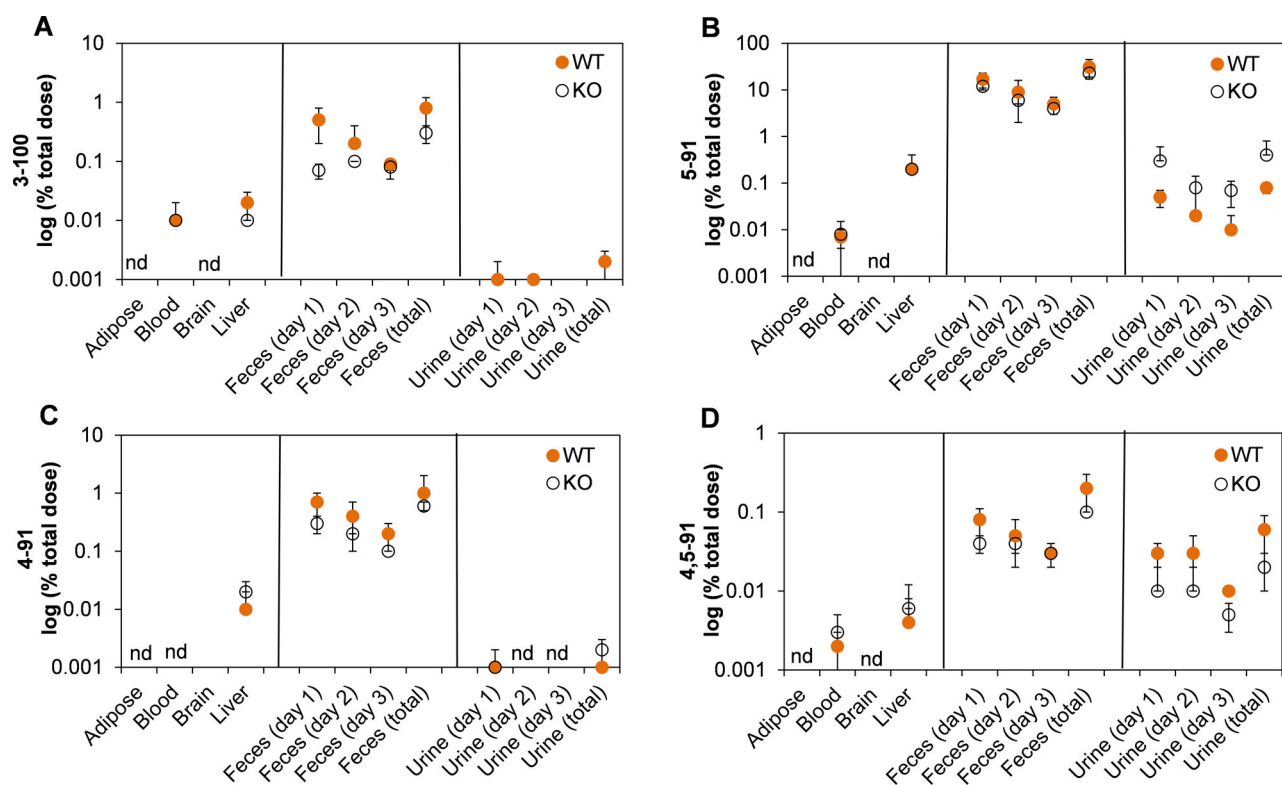 A
3-100
log (% total dose)
10
1
0.1
0.01
0.001
WT
KO
nd
nd
Adipose
Blood
Brain
Liver
Feces (day 1)
Feces (day 2)
Feces (day 3)
Feces (total)
Urine (day 1)
Urine (day 2)
Urine (day 3)
Urine (total)
B
5-91
log (% total dose)
100
10
1
0.1
0.01
0.001
WT
KO
nd
nd
Adipose
Blood
Brain
Liver
Feces (day 1)
Feces (day 2)
Feces (day 3)
Feces (total)
Urine (day 1)
Urine (day 2)
Urine (day 3)
Urine (total)
C
4-91
log (% total dose)
10
1
0.1
0.01
0.001
WT
KO
nd
nd
nd
nd
Adipose
Blood
Brain
Liver
Feces (day 1)
Feces (day 2)
Feces (day 3)
Feces (total)
Urine (day 1)
Urine (day 2)
Urine (day 3)
Urine (total)
D
4,5-91
log (% total dose)
1
0.1
0.01
0.001
WT
KO
nd
nd
Adipose
Blood
Brain
Liver
Feces (day 1)
Feces (day 2)
Feces (day 3)
Feces (total)
Urine (day 1)
Urine (day 2)
Urine (day 3)
Urine (total)